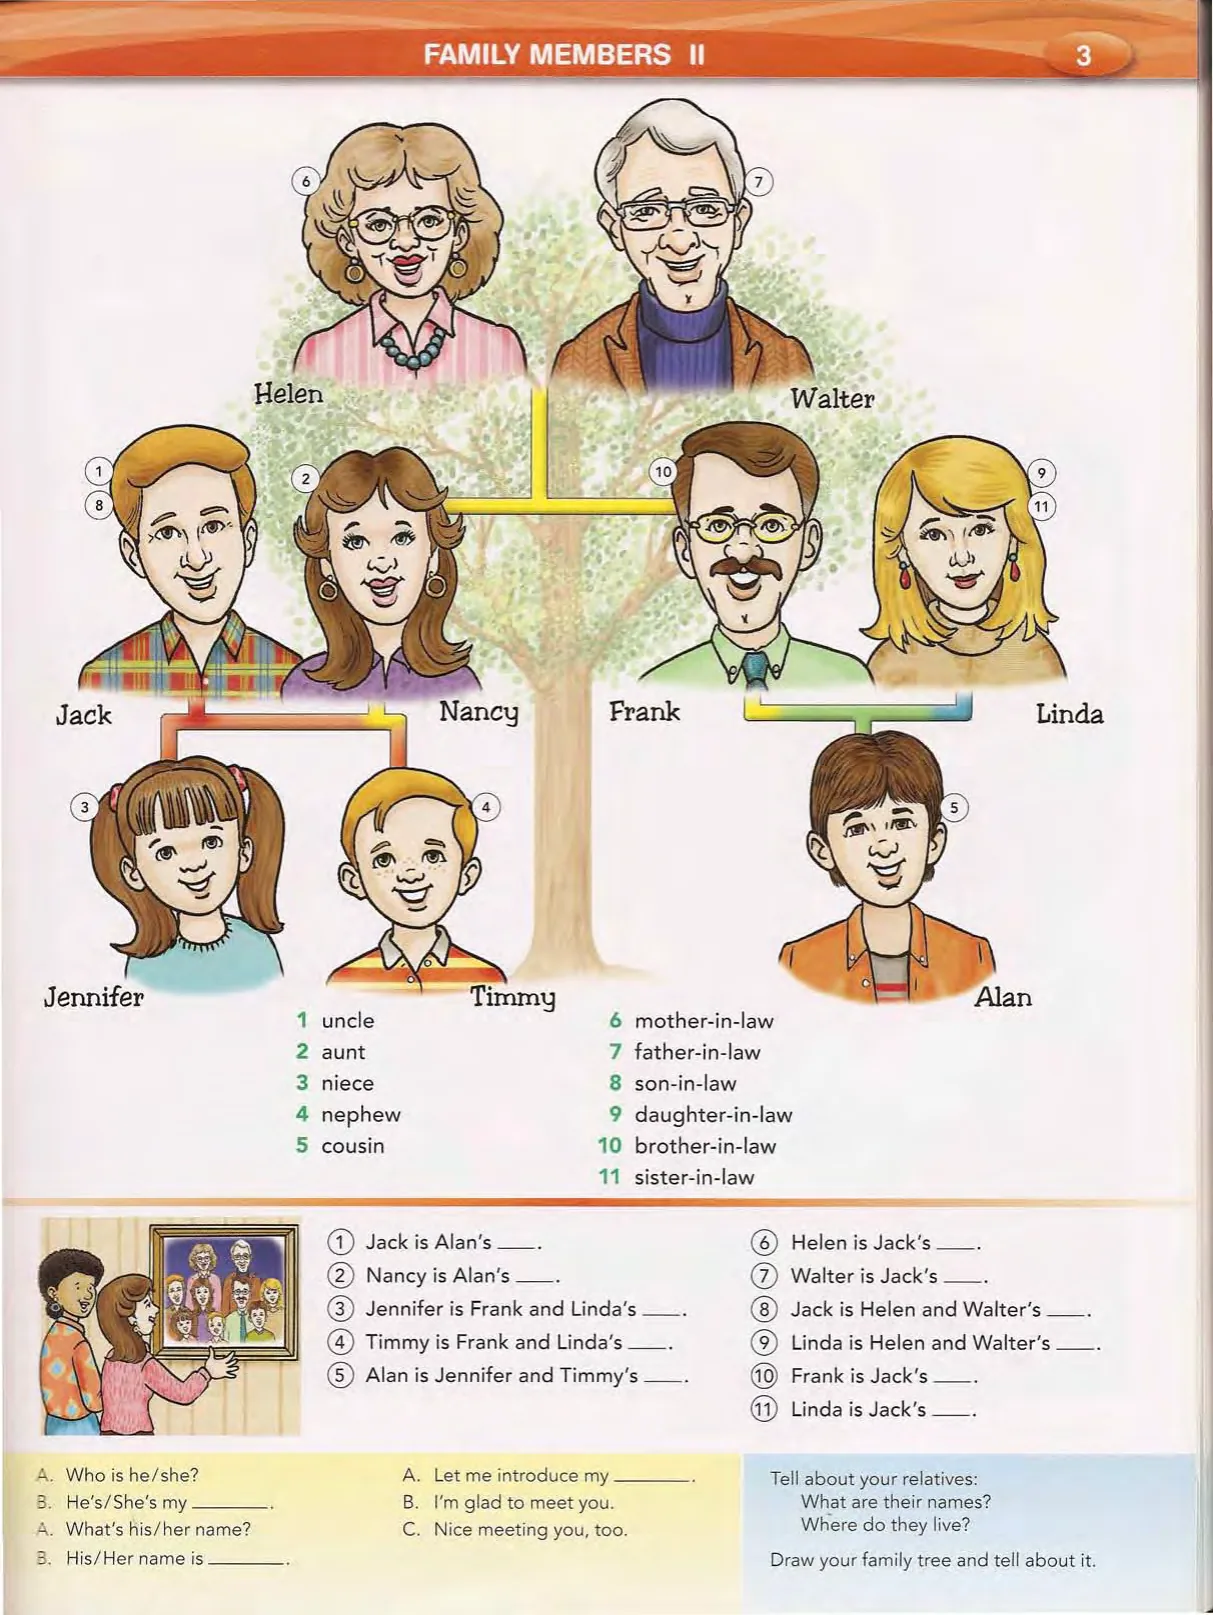 FAMILY MEMBERS II
3
6
7
Helen
Walter
1
2
10
9
8
11
Jack
Nancy
Frank
Linda
3
4
5
Jennifer
Timmy
Alan
1 uncle
2 aunt
3 niece
4 nephew
5 cousin
6 mother-in-law
7 father-in-law
8 son-in-law
9 daughter-in-law
10 brother-in-law
11 sister-in-law
1 Jack is Alan's ___.
2 Nancy is Alan's ___.
3 Jennifer is Frank and Linda's ___.
4 Timmy is Frank and Linda's ___.
5 Alan is Jennifer and Timmy's ___.
6 Helen is Jack's ___.
7 Walter is Jack's ___.
8 Jack is Helen and Walter's ___.
9 Linda is Helen and Walter's ___.
10 Frank is Jack's ___.
11 Linda is Jack's ___.
A. Who is he/she?
B. He's/She's my ______.
A. What's his/her name?
B. His/Her name is ______.
A. Let me introduce my ______.
B. I'm glad to meet you.
C. Nice meeting you, too.
Tell about your relatives:
What are their names?
Where do they live?
Draw your family tree and tell about it.